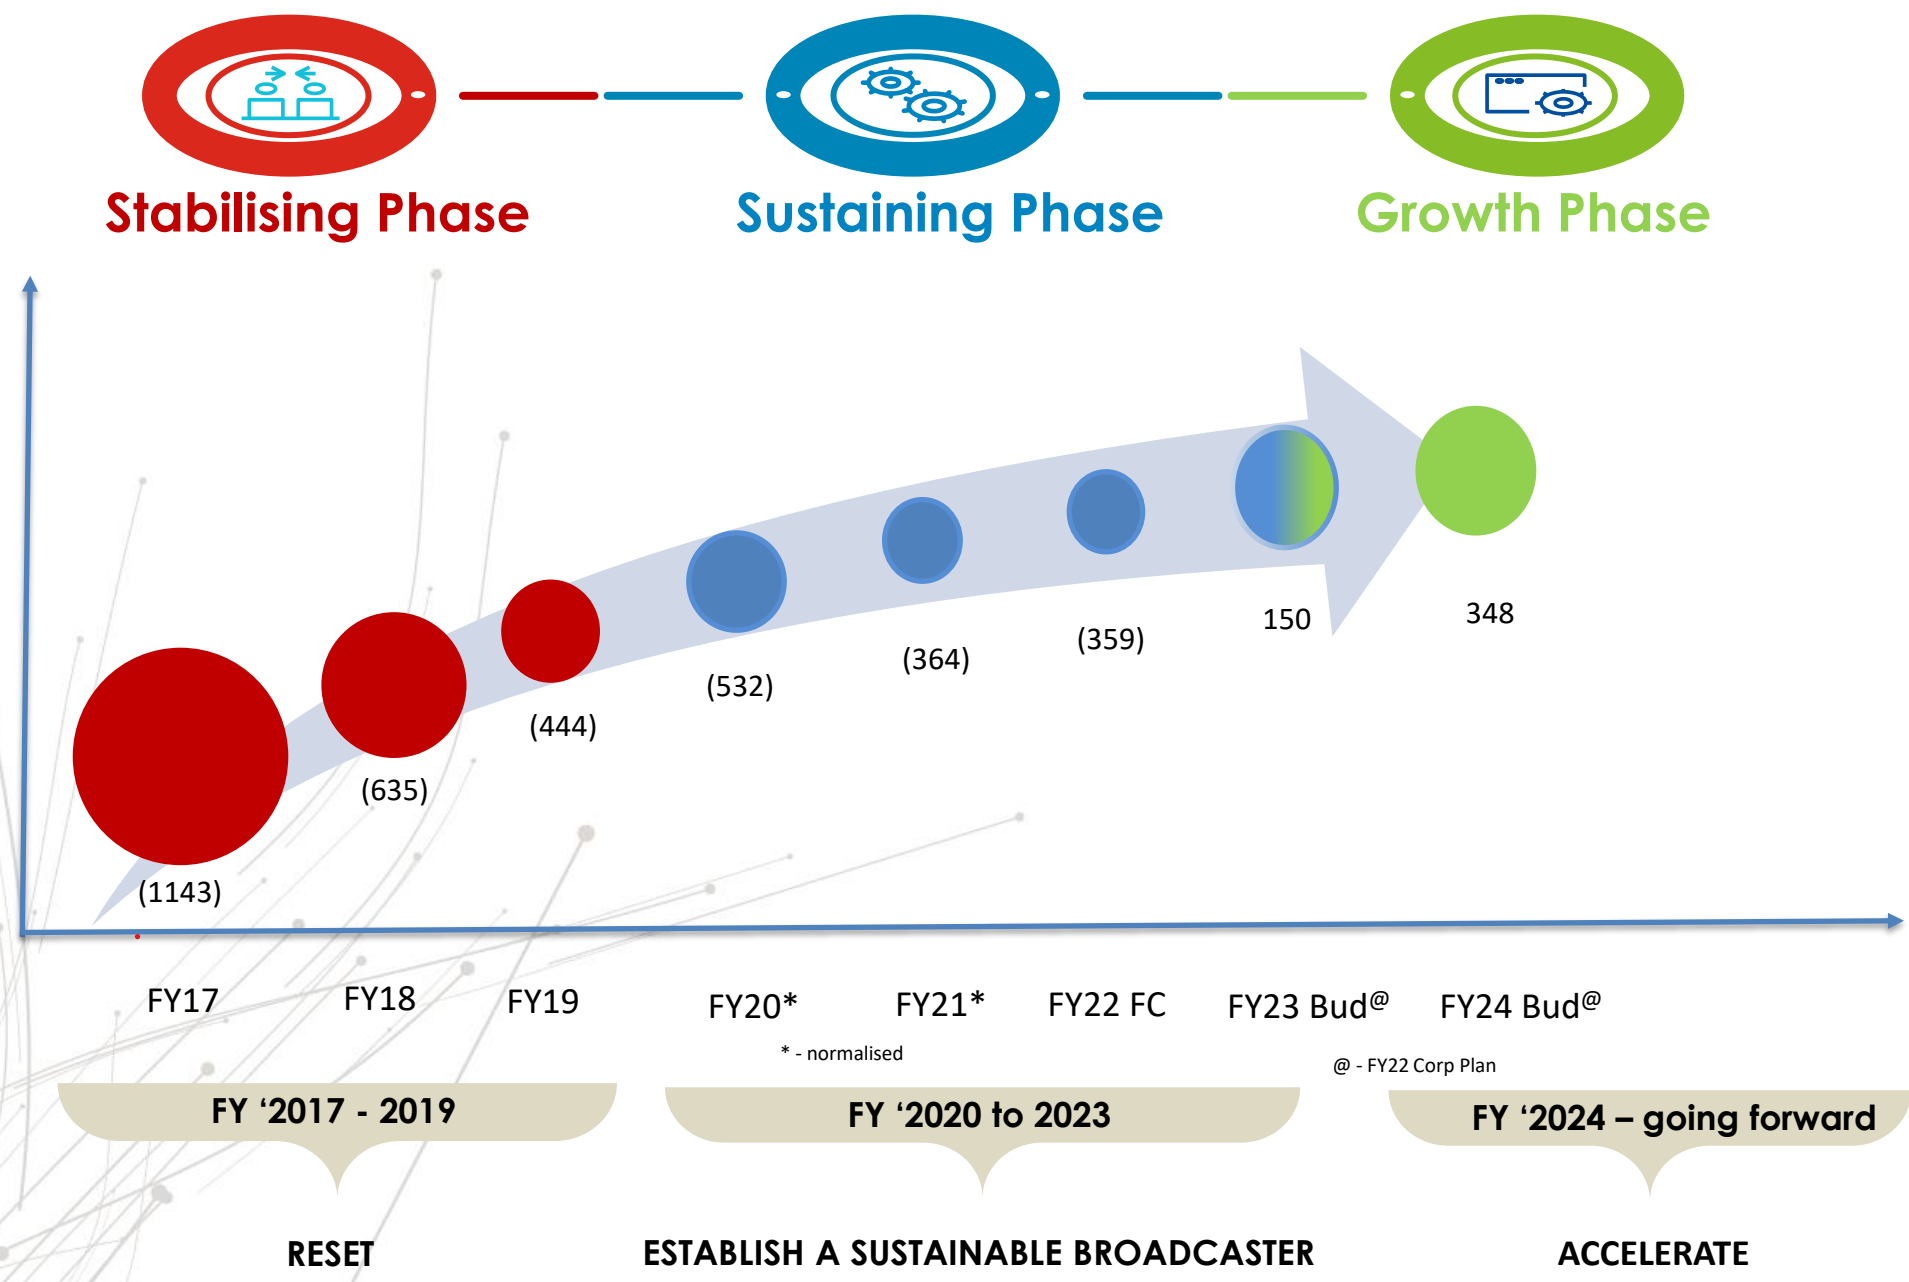 Stabilising Phase
Sustaining Phase
Growth Phase
(1143)
(635)
(444)
(532)
(364)
(359)
150
348
FY17
FY18
FY19
FY20*
FY21*
FY22 FC
FY23 Bud@
FY24 Bud@
* - normalised
@ - FY22 Corp Plan
FY ‘2017 - 2019
FY ‘2020 to 2023
FY ‘2024 – going forward
RESET
ESTABLISH A SUSTAINABLE BROADCASTER
ACCELERATE